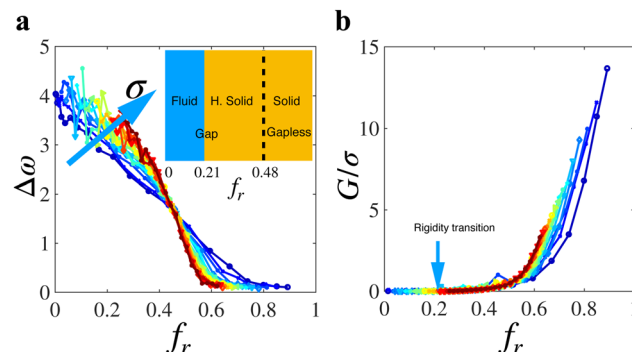 a
b
5
4
3
2
1
0
Δω
σ
Fluid
H. Solid
Solid
Gap
Gapless
0
0.21
0.48
f_r
0
0.2
0.4
0.6
0.8
1
f_r
15
10
5
0
G/σ
Rigidity transition
0
0.2
0.4
0.6
0.8
1
f_r